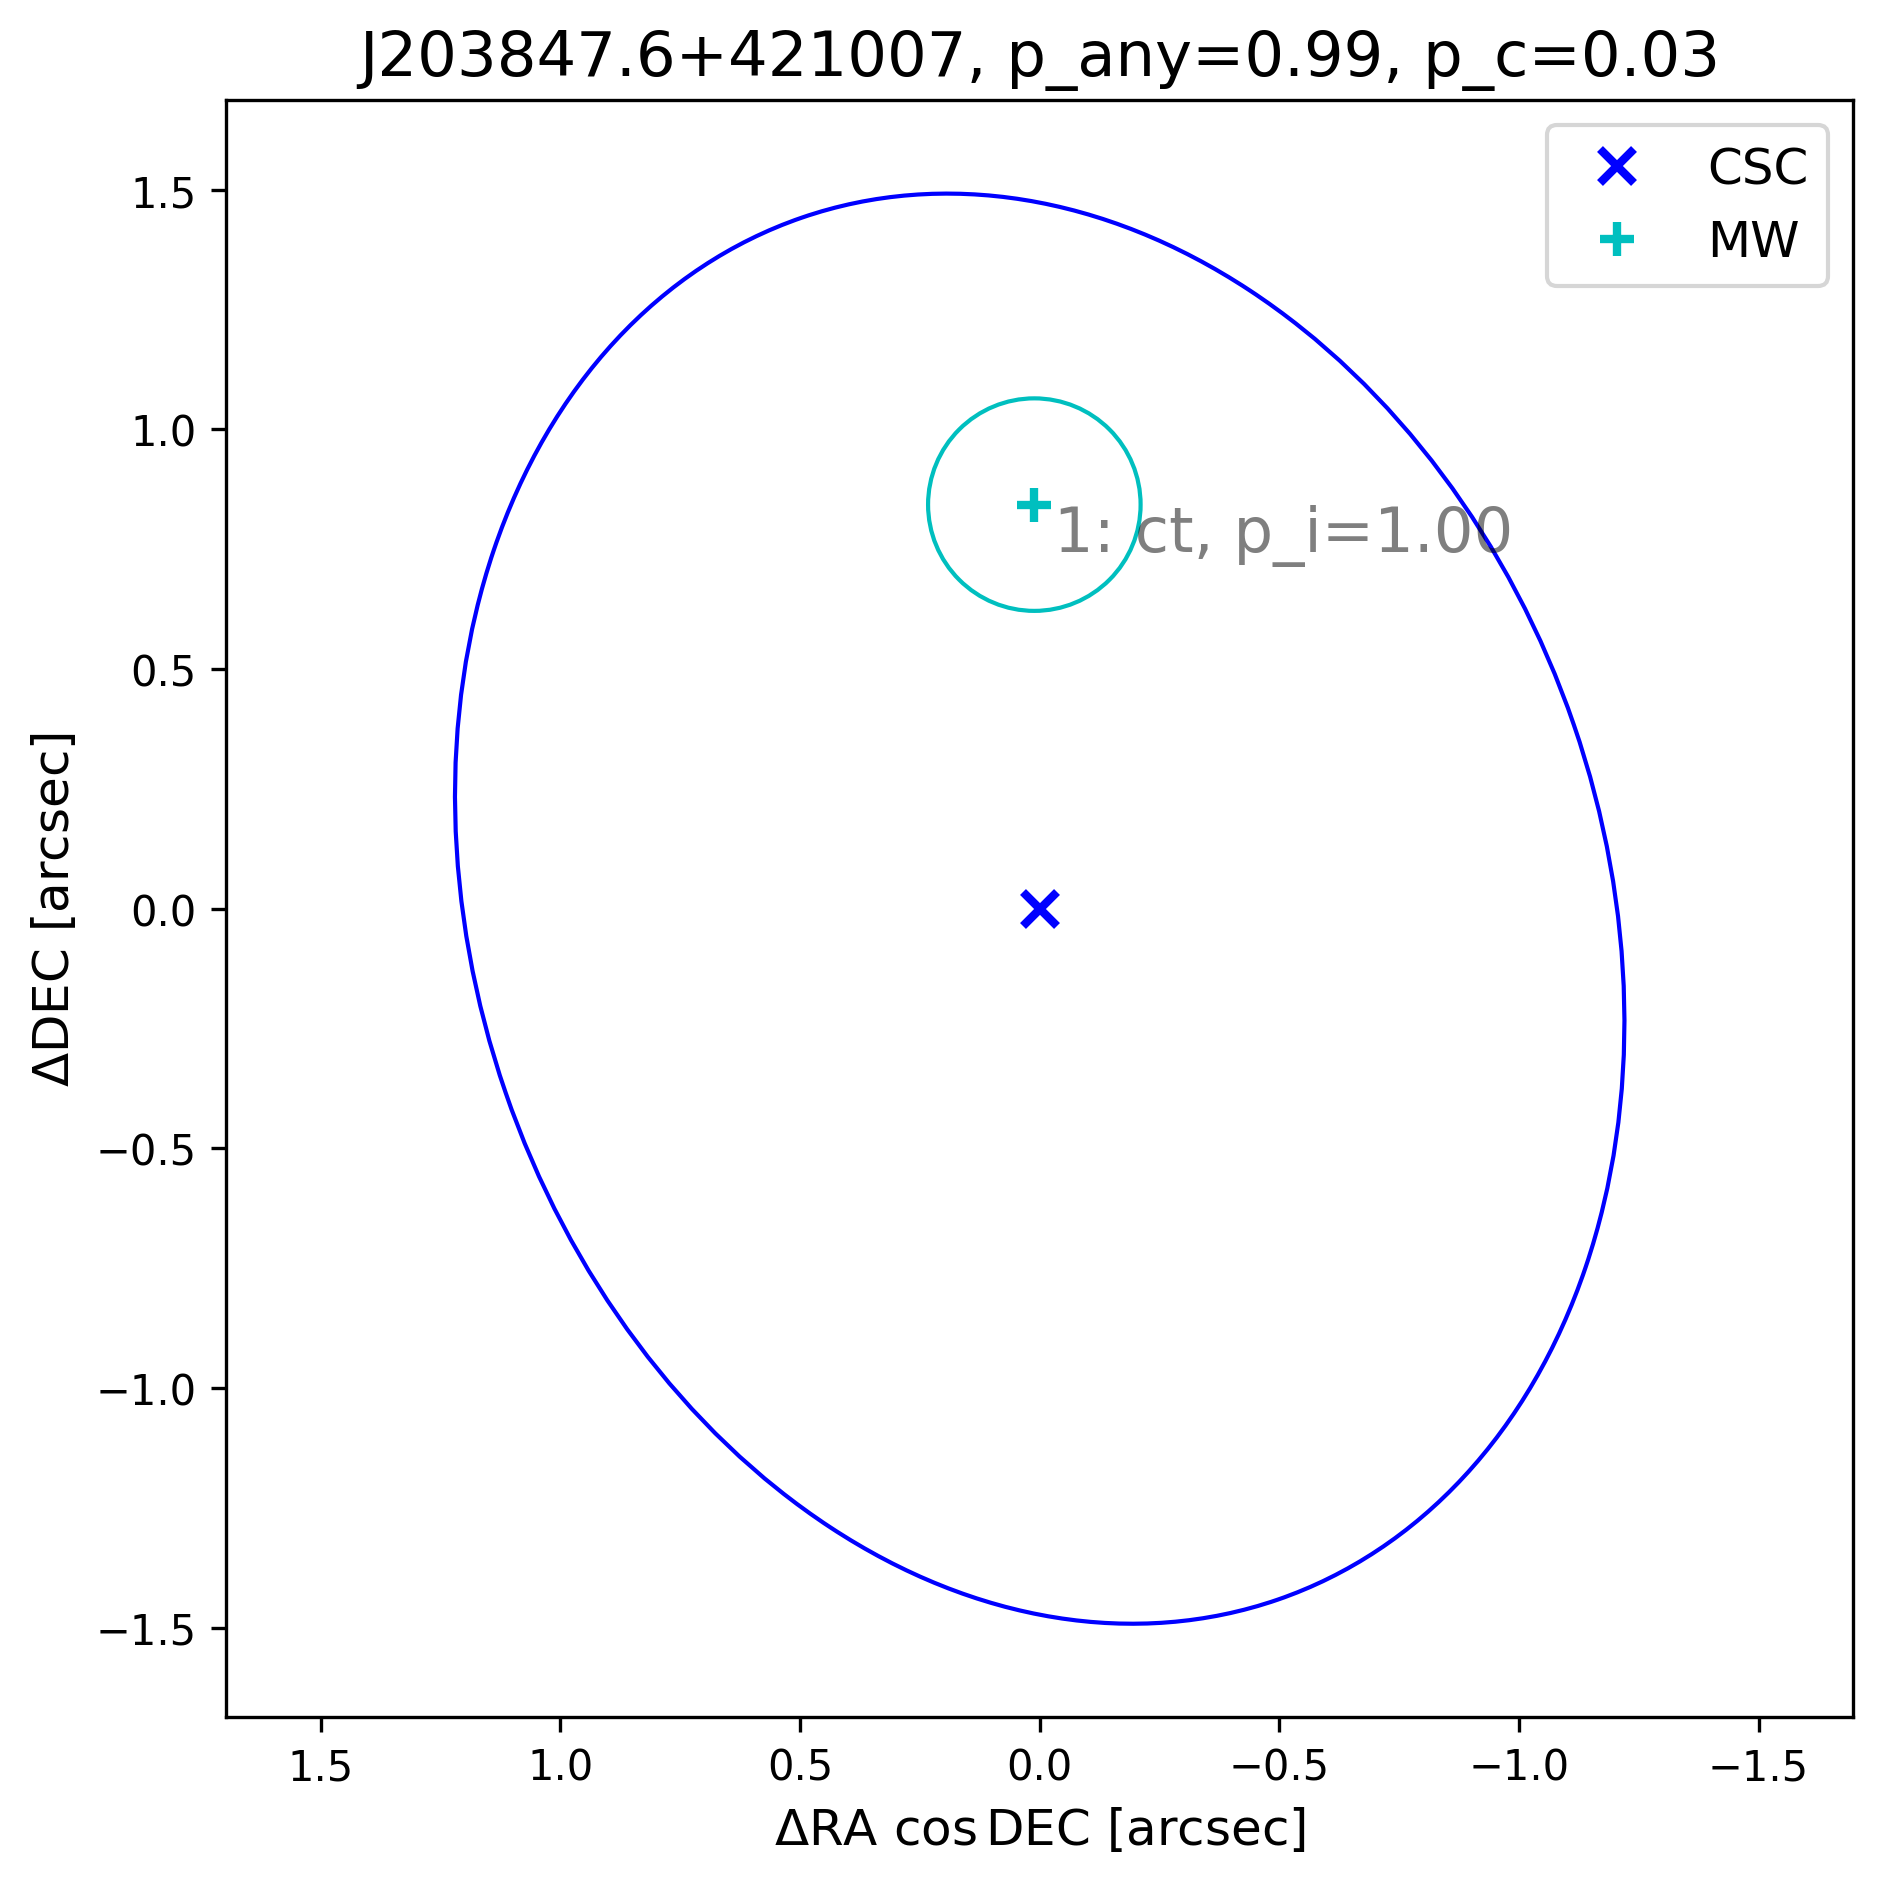 J203847.6+421007, p_any=0.99, p_c=0.03
CSC
MW
1: ct, p_i=1.00
1.5
1.0
0.5
0.0
−0.5
−1.0
−1.5
ΔDEC [arcsec]
1.5 1.0 0.5 0.0 −0.5 −1.0 −1.5
ΔRA cos DEC [arcsec]